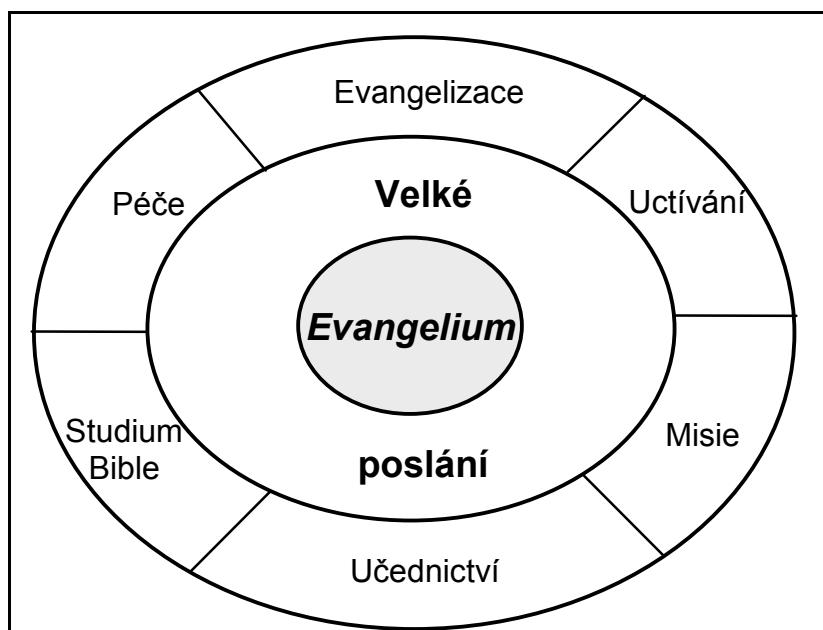 Evangelizace
Péče
Velké
Uctívání
Evangelium
Studium
Bible
Misie
poslání
Učednictví